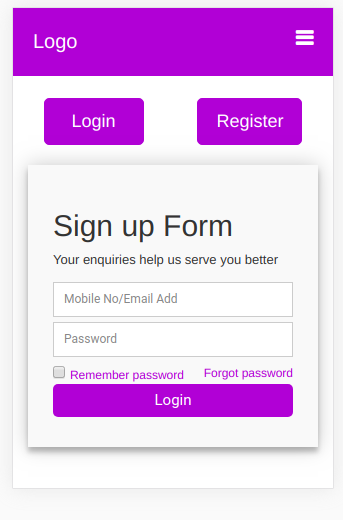 Logo
Login Register
Sign up Form
Your enquiries help us serve you better
Mobile No/Email Add
Password
Remember password Forgot password
Login